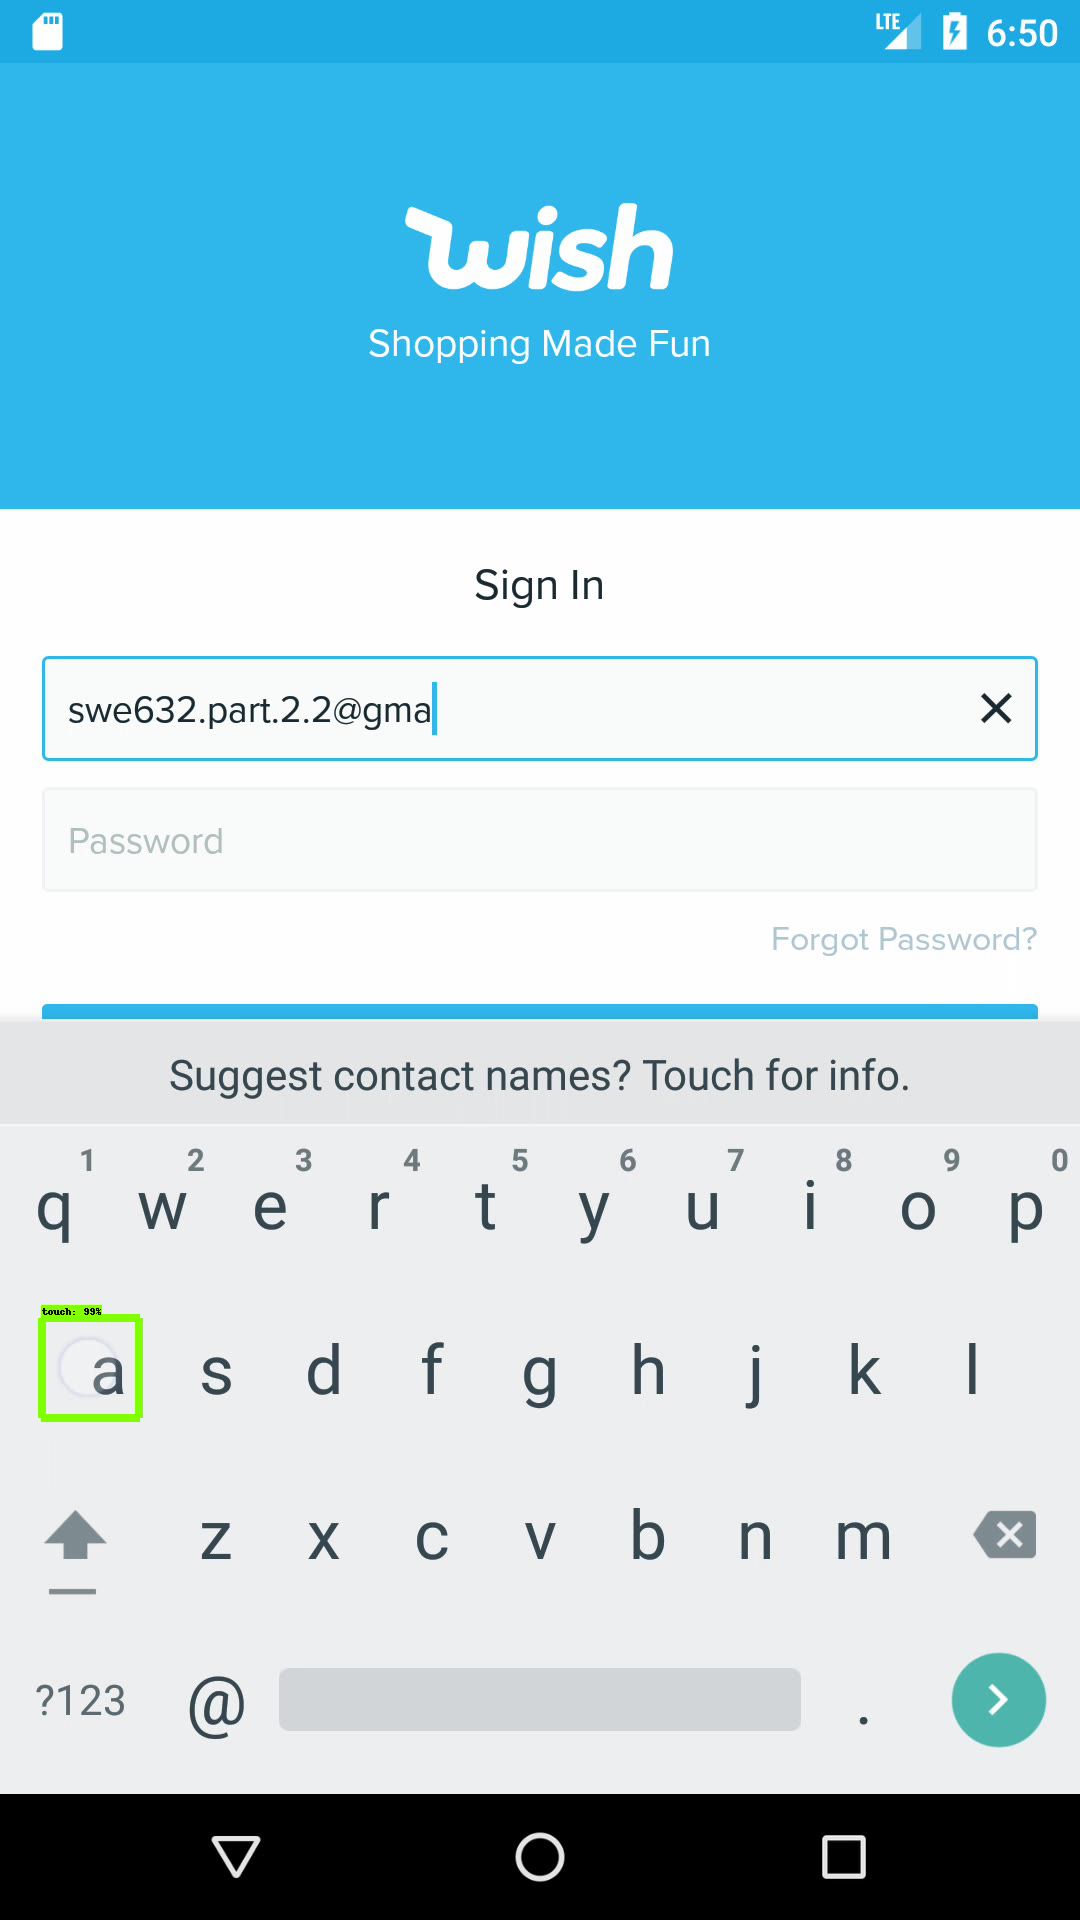 LTE 6:50
wish
Shopping Made Fun
Sign In
swe632.part.2.2@gma
Password
Forgot Password?
Suggest contact names? Touch for info.
1 2 3 4 5 6 7 8 9 0
q w e r t y u i o p
touch: 99%
a s d f g h j k l
z x c v b n m
?123 @ .